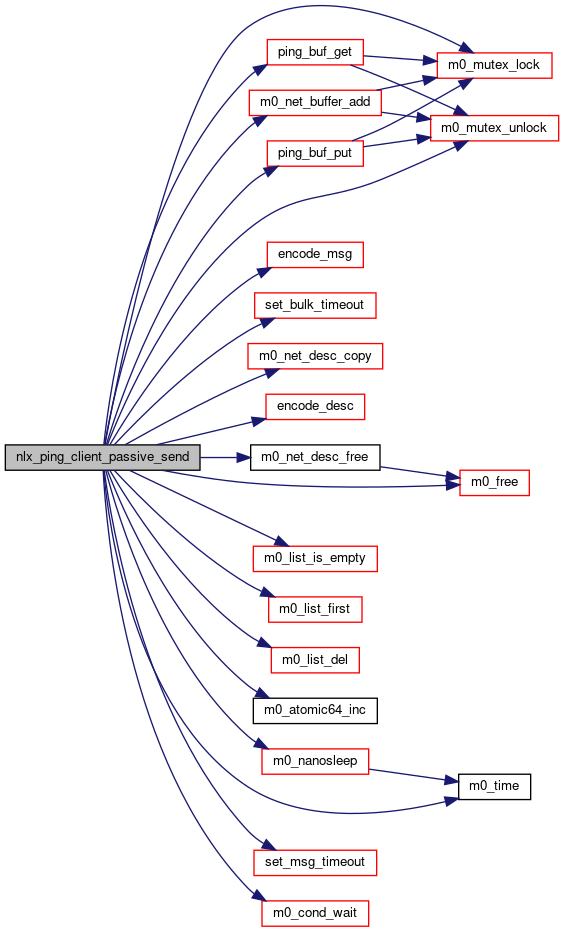 ping_buf_get
m0_mutex_lock
m0_net_buffer_add
m0_mutex_unlock
ping_buf_put
encode_msg
set_bulk_timeout
m0_net_desc_copy
encode_desc
nlx_ping_client_passive_send
m0_net_desc_free
m0_free
m0_list_is_empty
m0_list_first
m0_list_del
m0_atomic64_inc
m0_nanosleep
m0_time
set_msg_timeout
m0_cond_wait